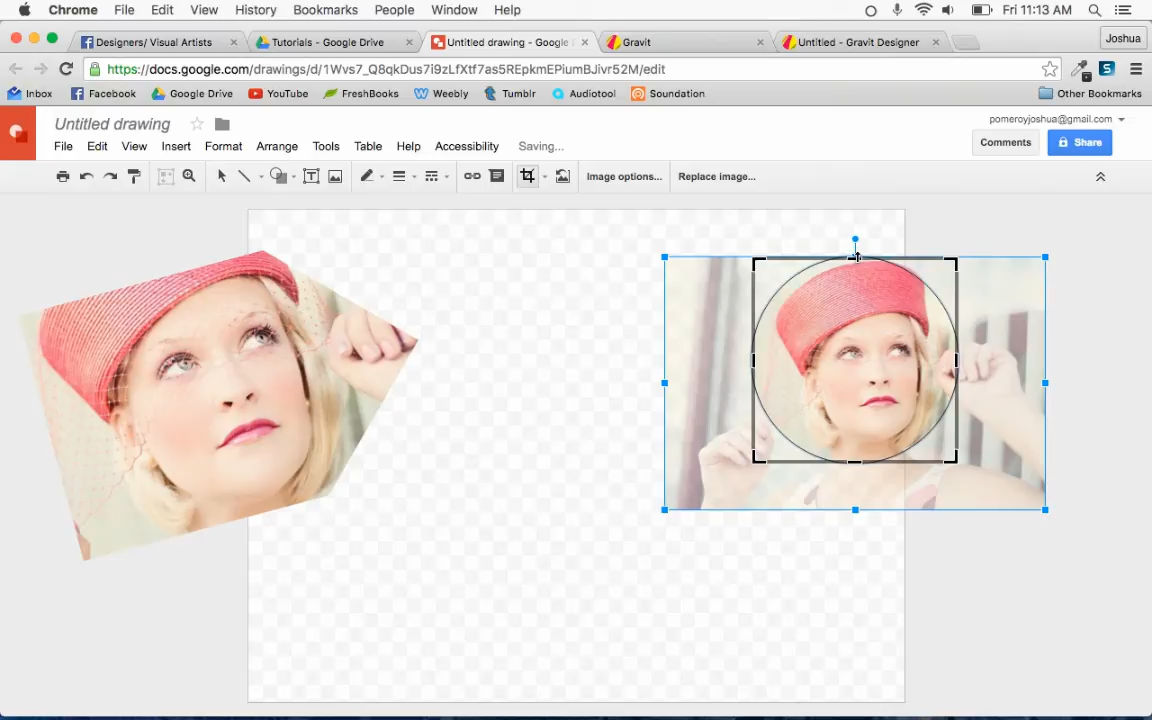 Chrome File Edit View History Bookmarks People Window Help Fri 11:13 AM
Designers/ Visual Artists Tutorials - Google Drive Untitled drawing - Google Gravit Untitled - Gravit Designer Joshua
https://docs.google.com/drawings/d/1Wvs7_Q8qkDus7i9zLfXtf7as5REpkmEPiumBJivr52M/edit
Inbox Facebook Google Drive YouTube FreshBooks Weebly Tumblr Audiotool Soundation Other Bookmarks
Untitled drawing pomeroyjoshua@gmail.com
File Edit View Insert Format Arrange Tools Table Help Accessibility Saving... Comments Share
Image options... Replace image...